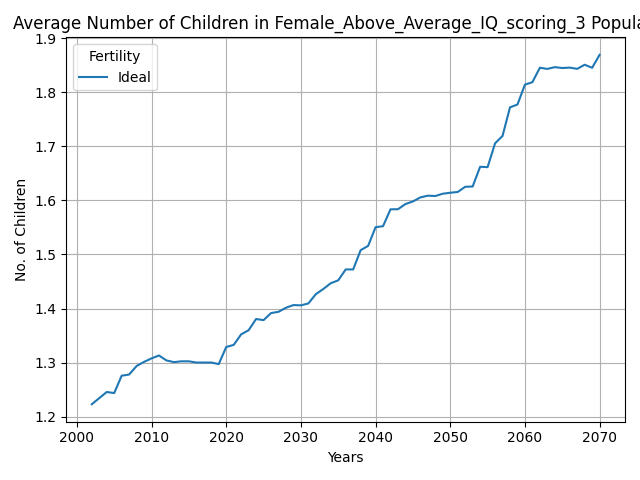 Average Number of Children in Female_Above_Average_IQ_scoring_3 Popula
Fertility
Ideal
No. of Children
1.9
1.8
1.7
1.6
1.5
1.4
1.3
1.2
2000 2010 2020 2030 2040 2050 2060 2070
Years